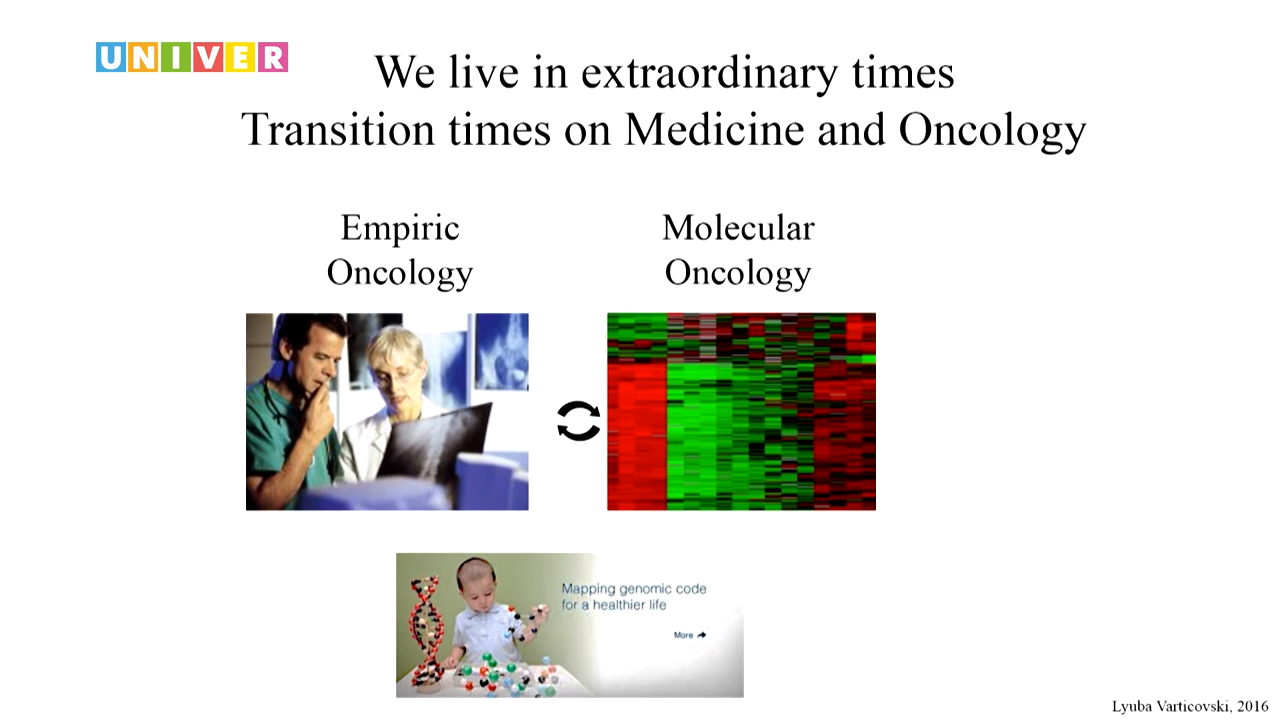 UNIVER
We live in extraordinary times
Transition times on Medicine and Oncology
Empiric
Oncology
Molecular
Oncology
Mapping genomic code
for a healthier life
More
Lyuba Varticovski, 2016